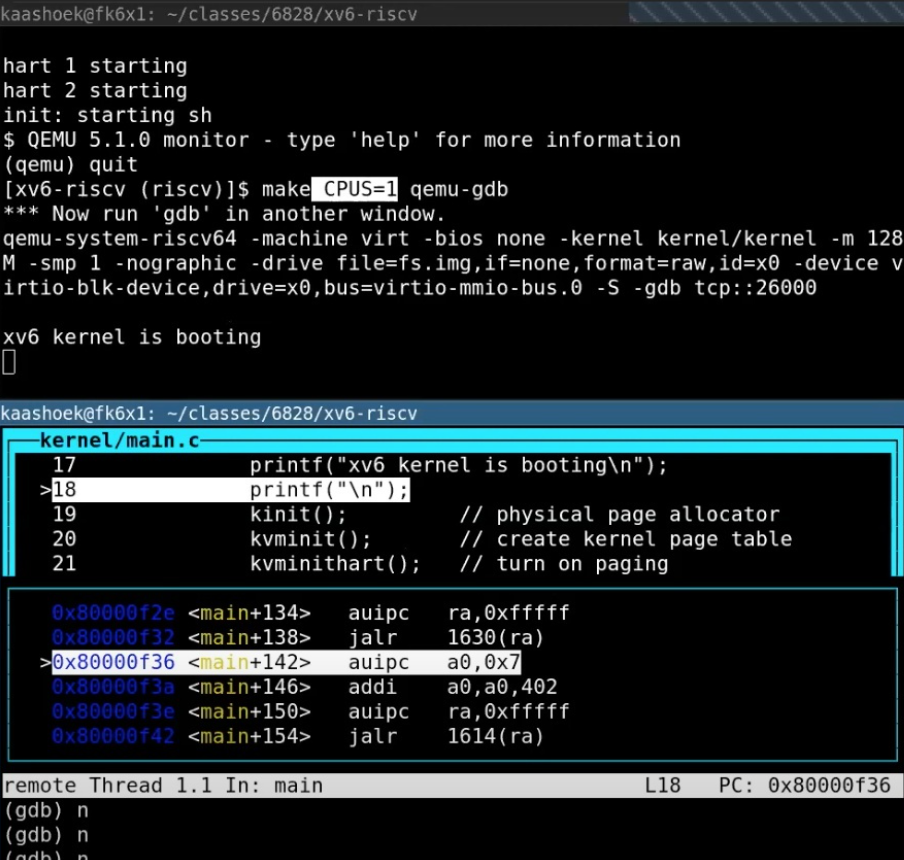 kaashoek@fk6x1: ~/classes/6828/xv6-riscv
hart 1 starting
hart 2 starting
init: starting sh
$ QEMU 5.1.0 monitor - type 'help' for more information
(qemu) quit
[xv6-riscv (riscv)]$ make CPUS=1 qemu-gdb
*** Now run 'gdb' in another window.
qemu-system-riscv64 -machine virt -bios none -kernel kernel/kernel -m 128
M -smp 1 -nographic -drive file=fs.img,if=none,format=raw,id=x0 -device v
irtio-blk-device,drive=x0,bus=virtio-mmio-bus.0 -S -gdb tcp::26000
xv6 kernel is booting
kaashoek@fk6x1: ~/classes/6828/xv6-riscv
kernel/main.c
17 printf("xv6 kernel is booting\n");
>18 printf("\n");
19 kinit(); // physical page allocator
20 kvminit(); // create kernel page table
21 kvminithart(); // turn on paging
0x80000f2e <main+134> auipc ra,0xfffff
0x80000f32 <main+138> jalr 1630(ra)
>0x80000f36 <main+142> auipc a0,0x7
0x80000f3a <main+146> addi a0,a0,402
0x80000f3e <main+150> auipc ra,0xfffff
0x80000f42 <main+154> jalr 1614(ra)
remote Thread 1.1 In: main L18 PC: 0x80000f36
(gdb) n
(gdb) n
(gdb) n